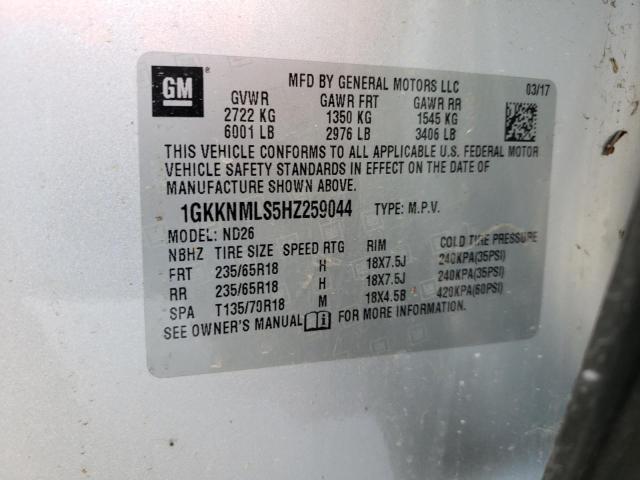 GM
MFD BY GENERAL MOTORS LLC 03/17
GVWR GAWR FRT GAWR RR
2722 KG 1350 KG 1545 KG
6001 LB 2976 LB 3406 LB
THIS VEHICLE CONFORMS TO ALL APPLICABLE U.S. FEDERAL MOTOR
VEHICLE SAFETY STANDARDS IN EFFECT ON THE DATE OF
MANUFACTURE SHOWN ABOVE.
1GKKNMLS5HZ259044 TYPE: M.P.V.
MODEL: ND26
NBHZ TIRE SIZE SPEED RTG RIM COLD TIRE PRESSURE
FRT 235/65R18 H 18X7.5J 240KPA(35PSI)
RR 235/65R18 H 18X7.5J 240KPA(35PSI)
SPA T135/70R18 M 18X4.5B 420KPA(60PSI)
SEE OWNER'S MANUAL FOR MORE INFORMATION.